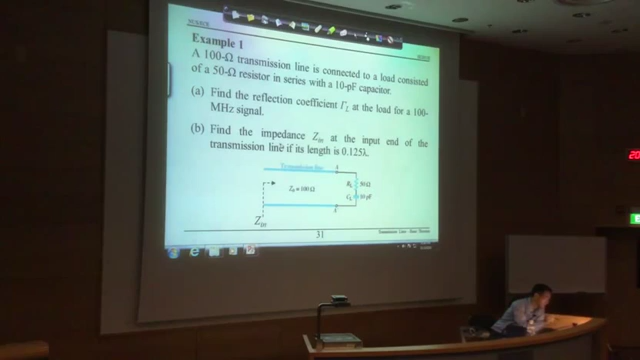 Example 1
A 100-Ω transmission line is connected to a load consisted
of a 50-Ω resistor in series with a 10-pF capacitor.
(a) Find the reflection coefficient Γ_L at the load for a 100-
MHz signal.
(b) Find the impedance Z_in at the input end of the
transmission line if its length is 0.125λ.
Transmission line
A
Z₀ = 100 Ω
R_L 50 Ω
C_L 10 pF
A'
Z_in
31
20